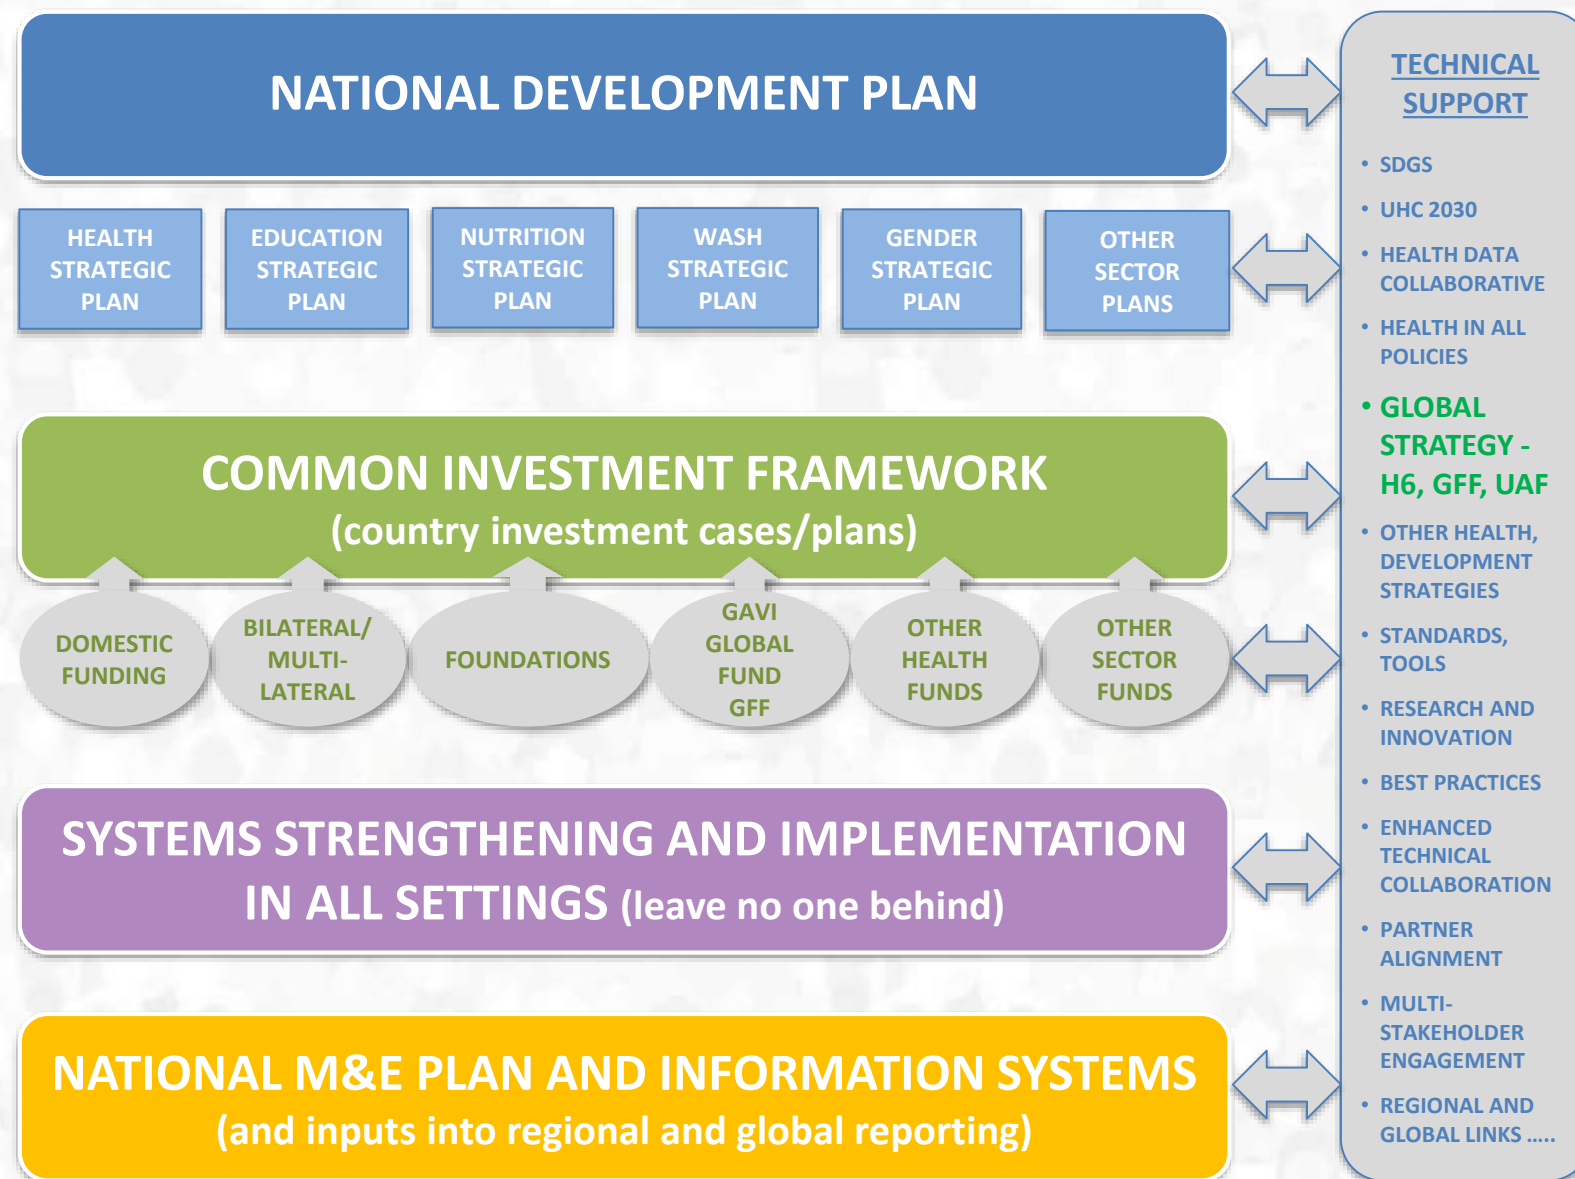 NATIONAL DEVELOPMENT PLAN
HEALTH
STRATEGIC
PLAN
EDUCATION
STRATEGIC
PLAN
NUTRITION
STRATEGIC
PLAN
WASH
STRATEGIC
PLAN
GENDER
STRATEGIC
PLAN
OTHER
SECTOR
PLANS
COMMON INVESTMENT FRAMEWORK
(country investment cases/plans)
DOMESTIC
FUNDING
BILATERAL/
MULTI-
LATERAL
FOUNDATIONS
GAVI
GLOBAL
FUND
GFF
OTHER
HEALTH
FUNDS
OTHER
SECTOR
FUNDS
SYSTEMS STRENGTHENING AND IMPLEMENTATION
IN ALL SETTINGS (leave no one behind)
NATIONAL M&E PLAN AND INFORMATION SYSTEMS
(and inputs into regional and global reporting)
TECHNICAL
SUPPORT
• SDGS
• UHC 2030
• HEALTH DATA
COLLABORATIVE
• HEALTH IN ALL
POLICIES
• GLOBAL
STRATEGY -
H6, GFF, UAF
• OTHER HEALTH,
DEVELOPMENT
STRATEGIES
• STANDARDS,
TOOLS
• RESEARCH AND
INNOVATION
• BEST PRACTICES
• ENHANCED
TECHNICAL
COLLABORATION
• PARTNER
ALIGNMENT
• MULTI-
STAKEHOLDER
ENGAGEMENT
• REGIONAL AND
GLOBAL LINKS .....